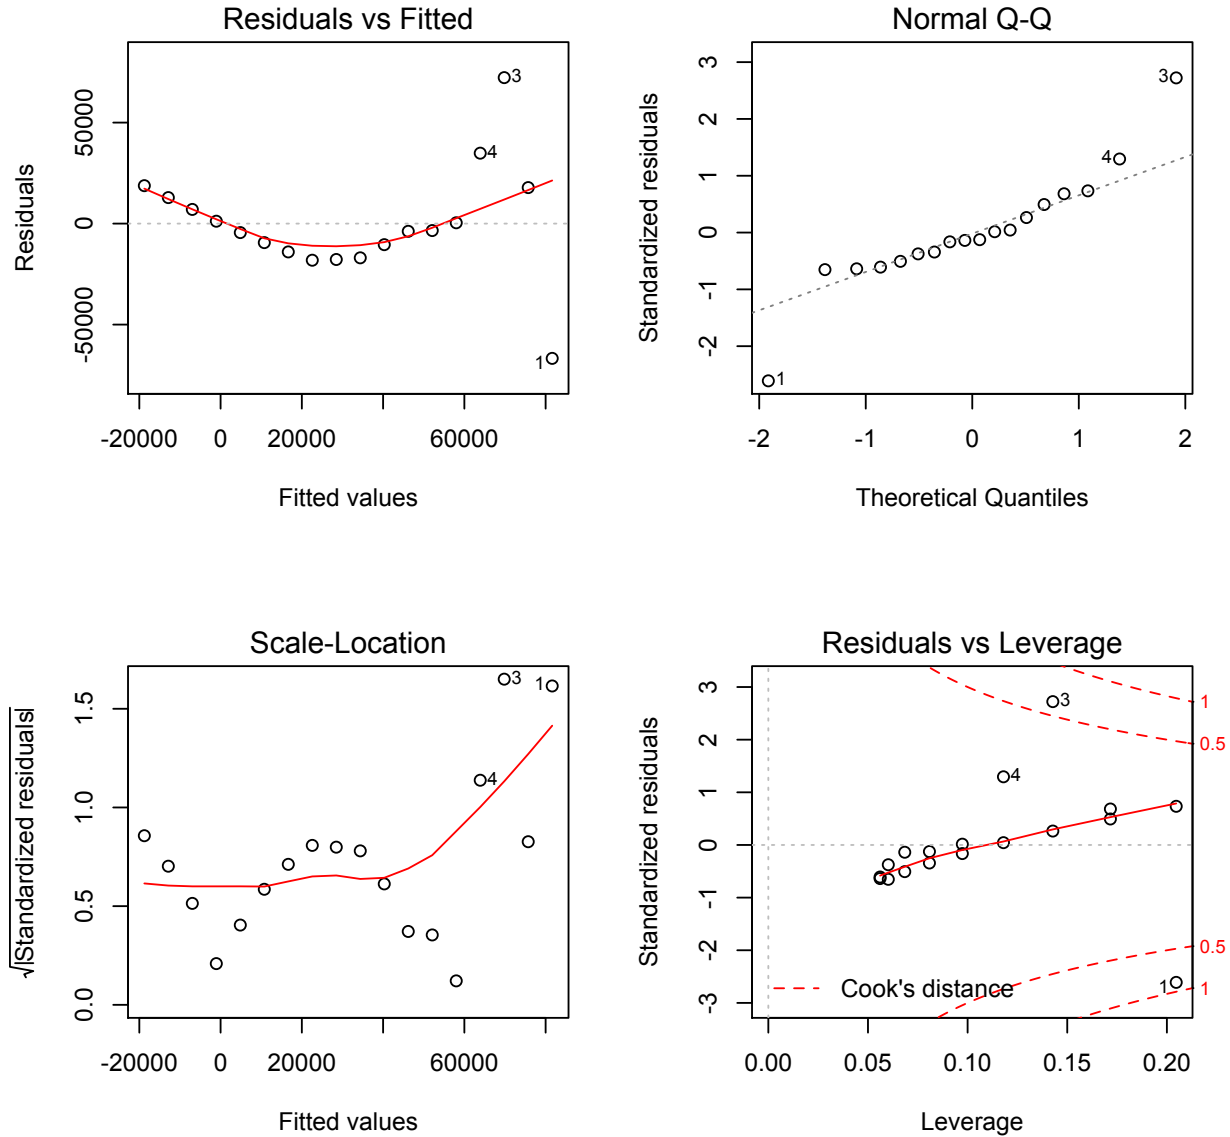 Residuals vs Fitted
Residuals
50000
0
-50000
3
4
1
-20000 0 20000 60000
Fitted values
Normal Q-Q
Standardized residuals
3
2
1
0
-1
-2
3
4
1
-2 -1 0 1 2
Theoretical Quantiles
Scale-Location
√|Standardized residuals|
1.5
1.0
0.5
0.0
3
1
4
-20000 0 20000 60000
Fitted values
Residuals vs Leverage
Standardized residuals
3
2
1
0
-1
-2
-3
3
4
1
1
0.5
0.5
1
Cook's distance
0.00 0.05 0.10 0.15 0.20
Leverage